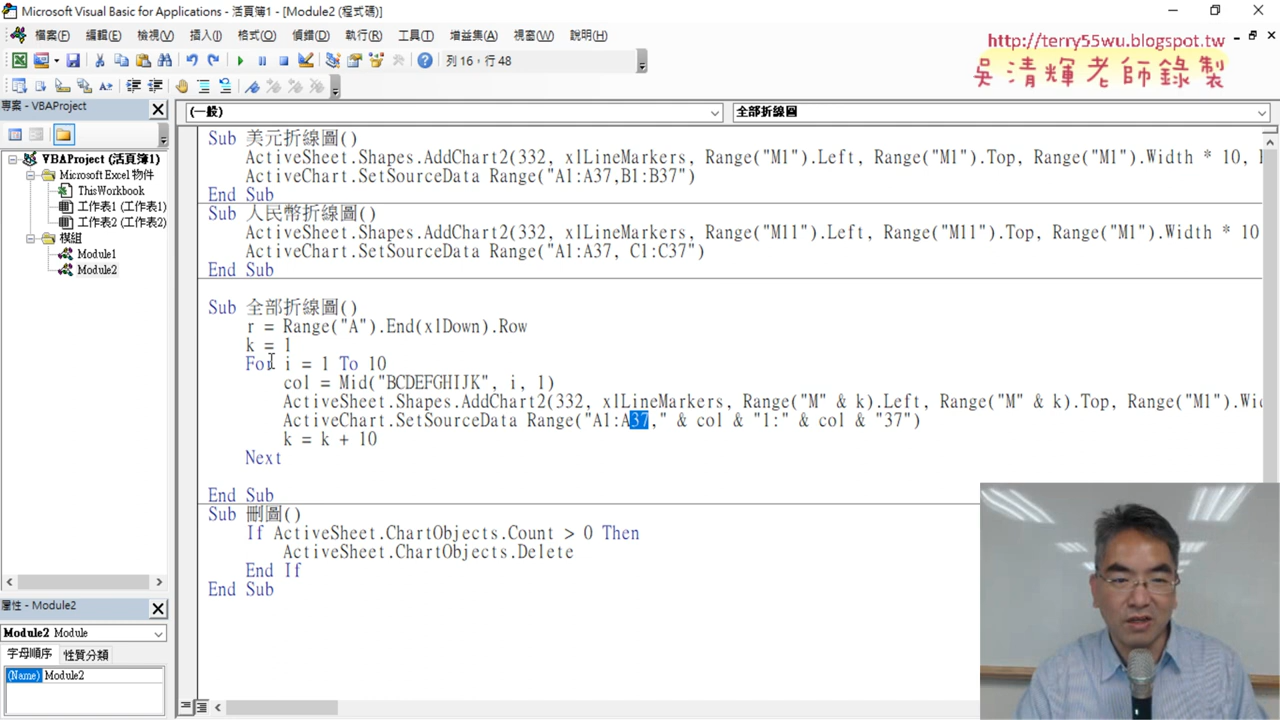 Microsoft Visual Basic for Applications - 活頁簿1 - [Module2 (程式碼)]
檔案(F) 編輯(E) 檢視(V) 插入(I) 格式(O) 偵錯(D) 執行(R) 工具(T) 增益集(A) 視窗(W) 說明(H)
http://terry55wu.blogspot.tw
吳清輝老師錄製
列 16，行 48
專案 - VBAProject
(一般)
全部折線圖
VBAProject (活頁簿1)
Microsoft Excel 物件
ThisWorkbook
工作表1 (工作表1)
工作表2 (工作表2)
模組
Module1
Module2
屬性 - Module2
Module2 Module
字母順序 性質分類
(Name) Module2
Sub 美元折線圖()
ActiveSheet.Shapes.AddChart2(332, xlLineMarkers, Range("M1").Left, Range("M1").Top, Range("M1").Width * 10,
ActiveChart.SetSourceData Range("A1:A37,B1:B37")
End Sub
Sub 人民幣折線圖()
ActiveSheet.Shapes.AddChart2(332, xlLineMarkers, Range("M11").Left, Range("M11").Top, Range("M1").Width * 10
ActiveChart.SetSourceData Range("A1:A37, C1:C37")
End Sub
Sub 全部折線圖()
r = Range("A").End(xlDown).Row
k = 1
For i = 1 To 10
col = Mid("BCDEFGHIJK", i, 1)
ActiveSheet.Shapes.AddChart2(332, xlLineMarkers, Range("M" & k).Left, Range("M" & k).Top, Range("M1").Wi
ActiveChart.SetSourceData Range("A1:A37," & col & "1:" & col & "37")
k = k + 10
Next
End Sub
Sub 刪圖()
If ActiveSheet.ChartObjects.Count > 0 Then
ActiveSheet.ChartObjects.Delete
End If
End Sub